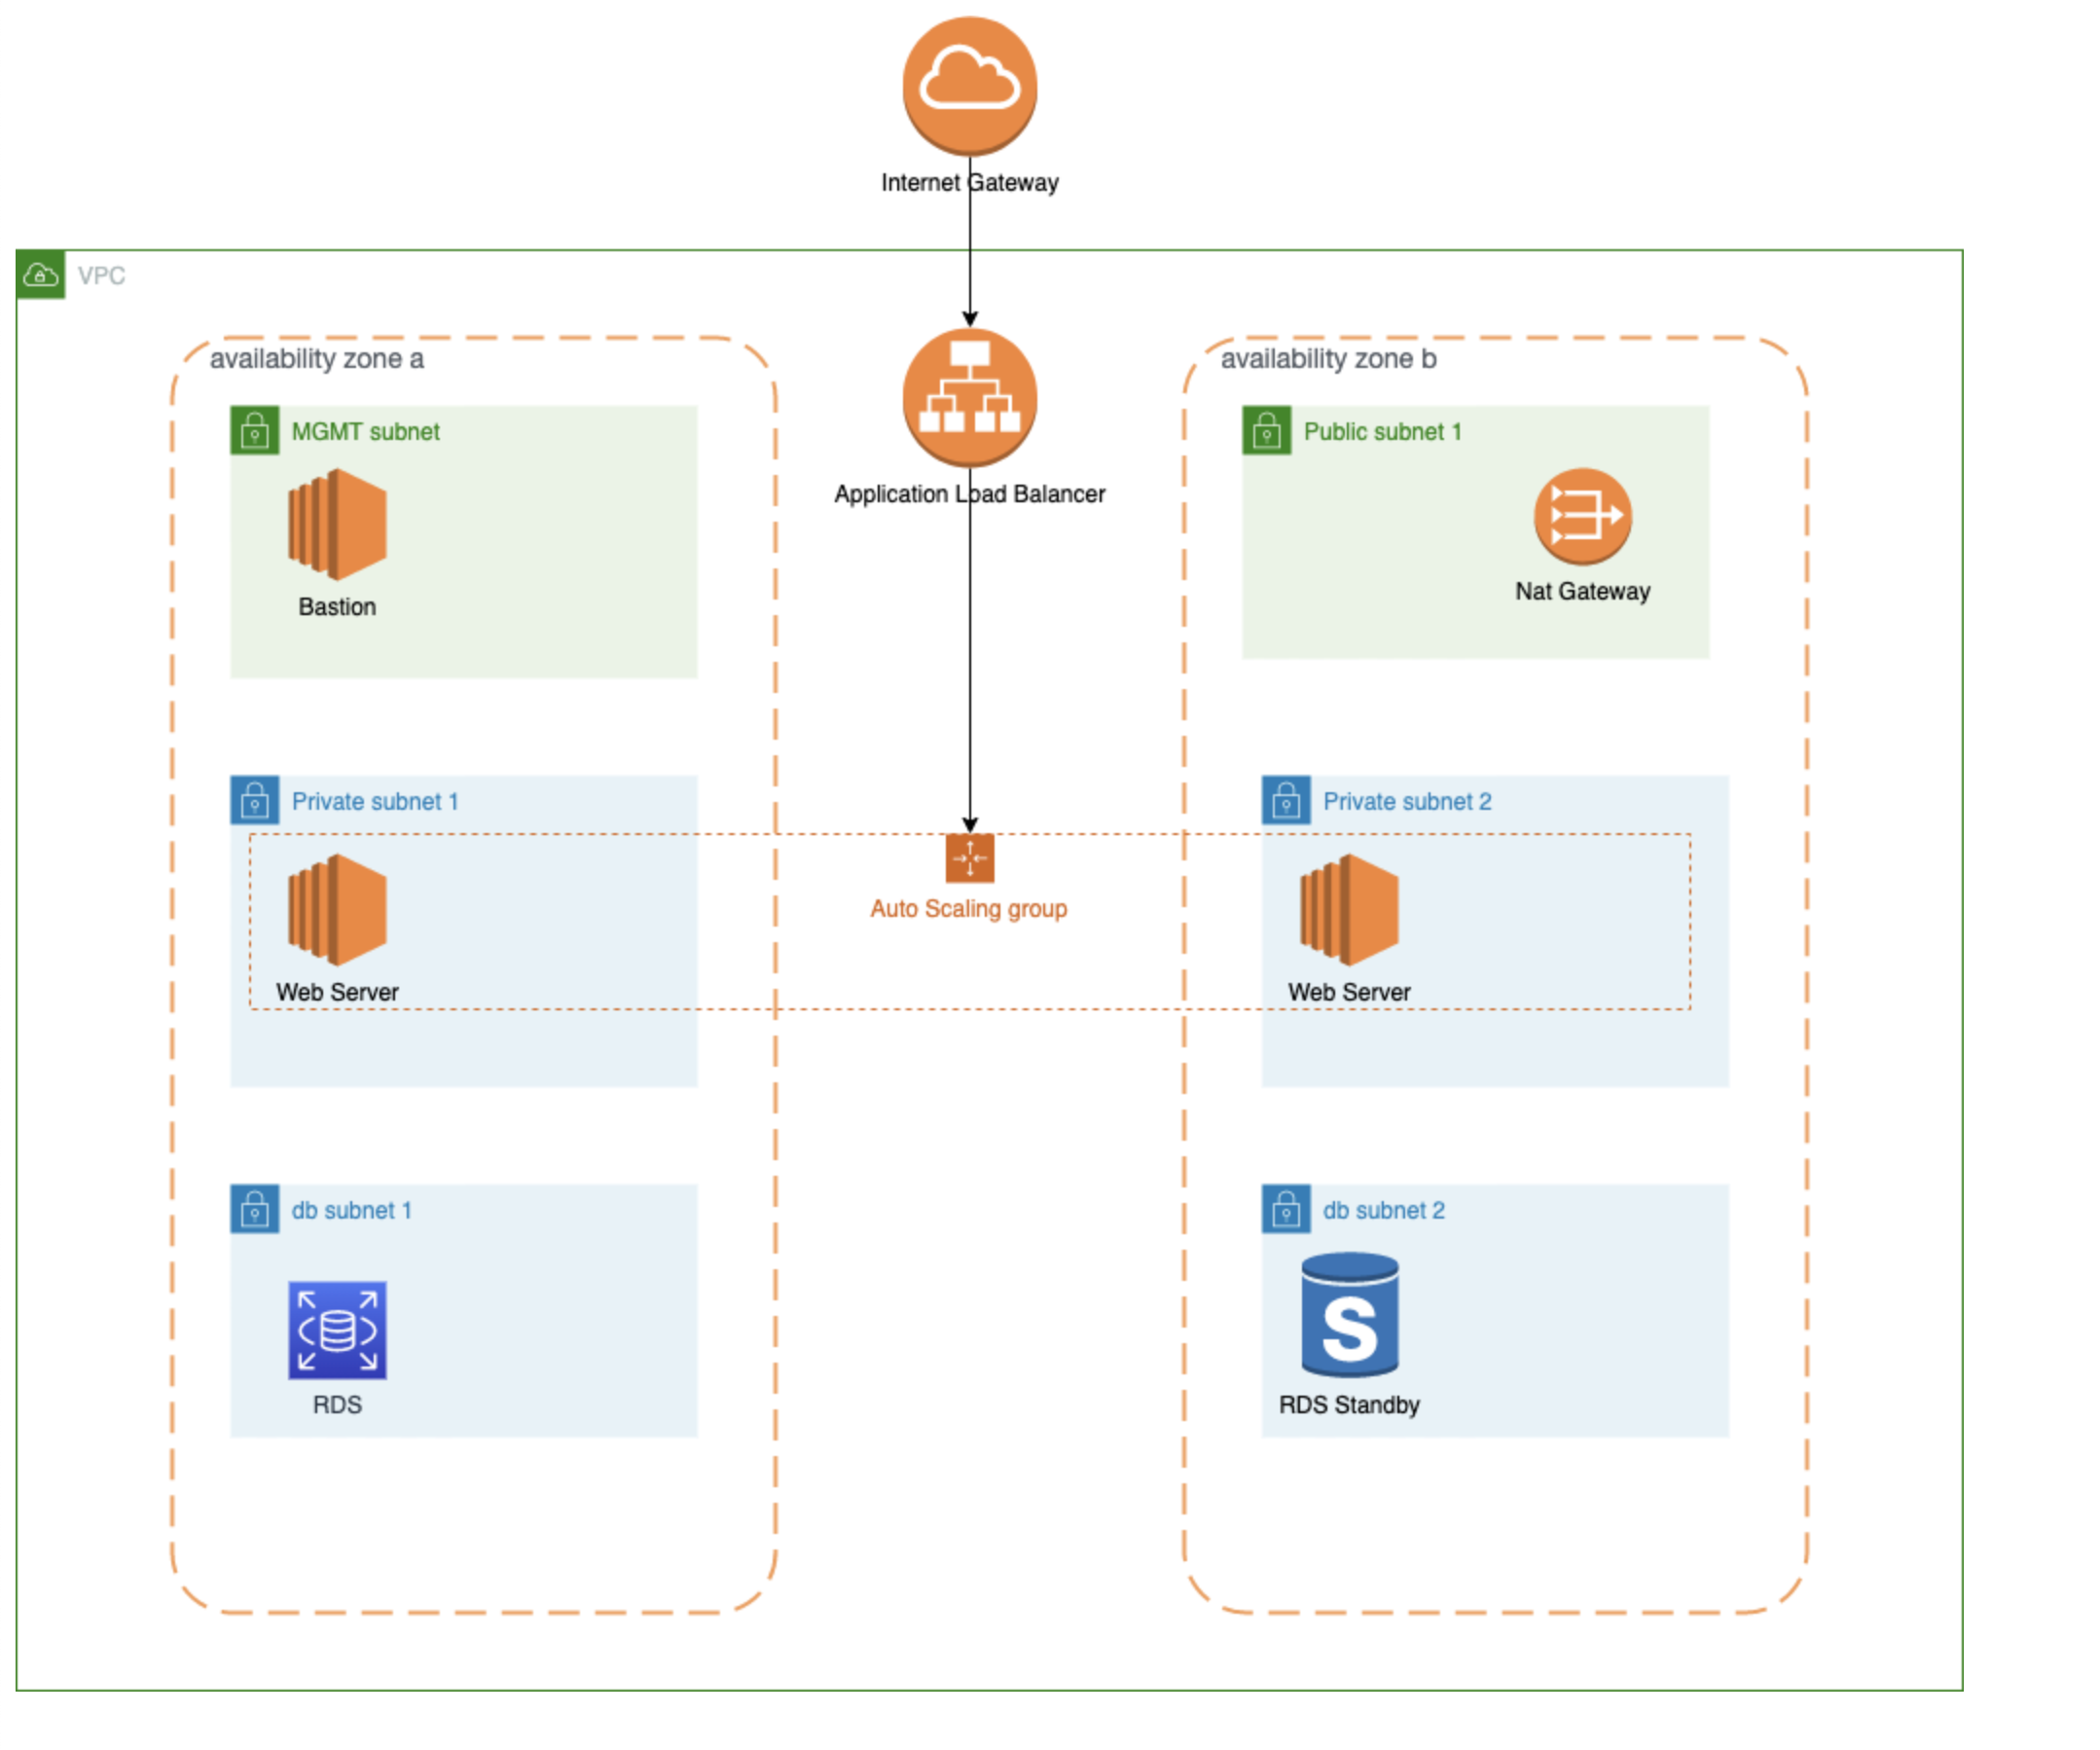 Internet Gateway
VPC
availability zone a
availability zone b
MGMT subnet
Public subnet 1
Application Load Balancer
Bastion
Nat Gateway
Private subnet 1
Private subnet 2
Auto Scaling group
Web Server
Web Server
db subnet 1
db subnet 2
S
RDS
RDS Standby